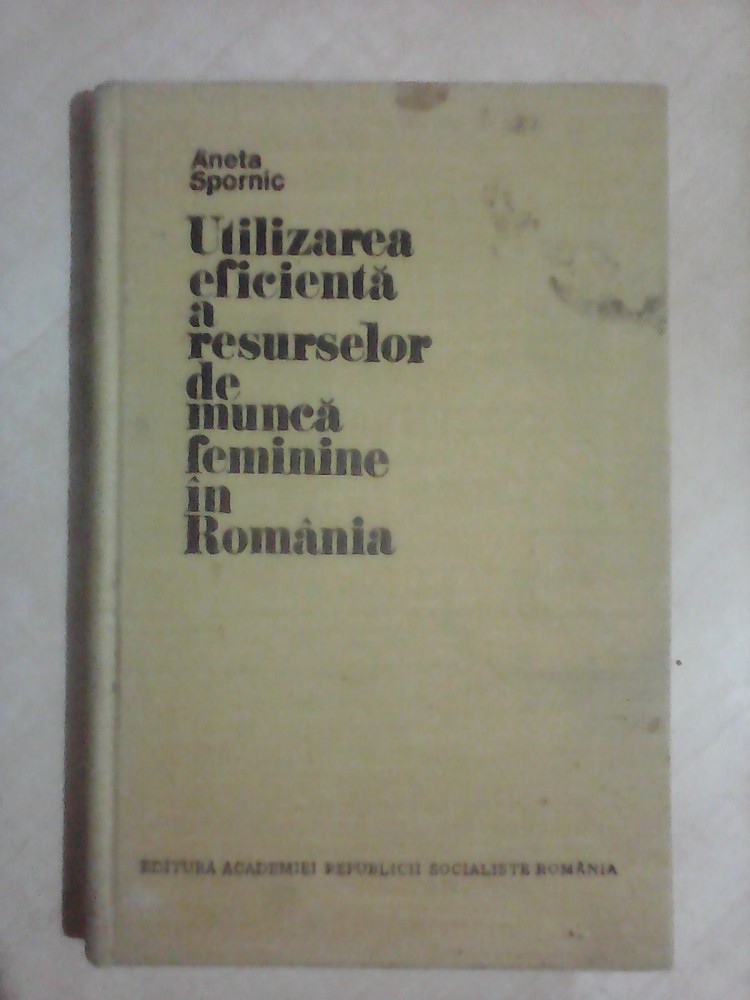 Aneta
Spornic
Utilizarea
eficientă
a
resurselor
de
muncă
feminine
în
România
EDITURA ACADEMIEI REPUBLICII SOCIALISTE ROMÂNIA